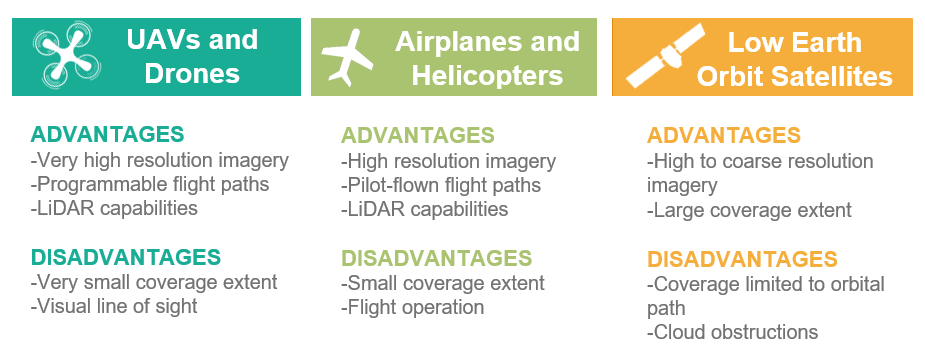 UAVs and
Drones
ADVANTAGES
-Very high resolution imagery
-Programmable flight paths
-LiDAR capabilities
DISADVANTAGES
-Very small coverage extent
-Visual line of sight
Airplanes and
Helicopters
ADVANTAGES
-High resolution imagery
-Pilot-flown flight paths
-LiDAR capabilities
DISADVANTAGES
-Small coverage extent
-Flight operation
Low Earth
Orbit Satellites
ADVANTAGES
-High to coarse resolution
imagery
-Large coverage extent
DISADVANTAGES
-Coverage limited to orbital
path
-Cloud obstructions